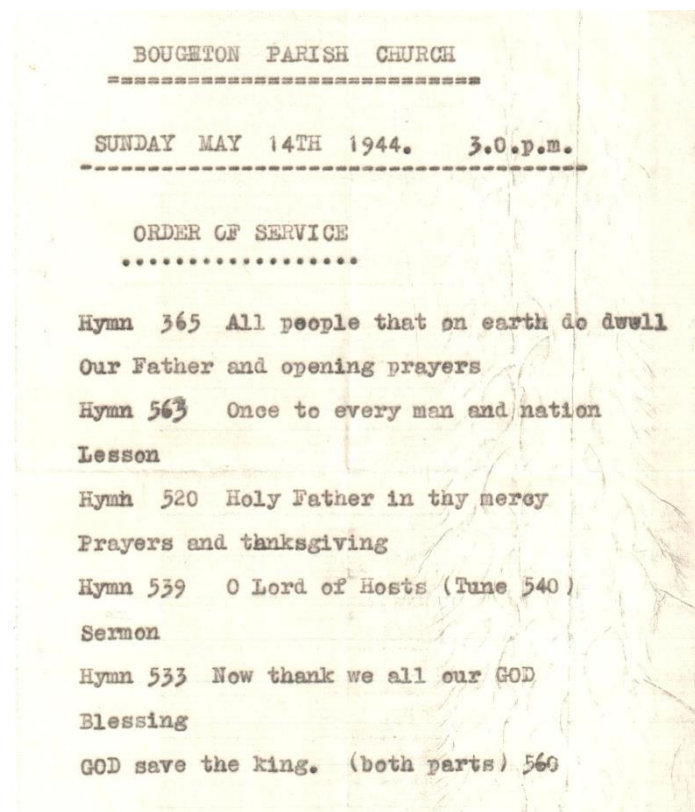 BOUGHTON PARISH CHURCH
============================
SUNDAY MAY 14TH 1944. 3.0.p.m.
--------------------------------------
ORDER OF SERVICE
..................
Hymn 365 All people that on earth do dwell
Our Father and opening prayers
Hymn 563 Once to every man and nation
Lesson
Hymh 520 Holy Father in thy mercy
Prayers and thnksgiving
Hymn 539 O Lord of Hosts (Tune 540)
Sermon
Hymn 533 Now thank we all our GOD
Blessing
GOD save the king. (both parts) 560